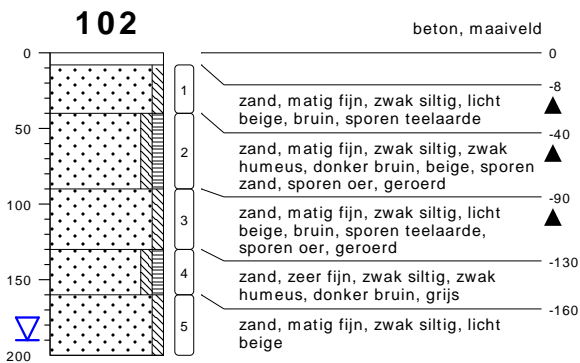 102
beton, maaiveld
0
0
-8
1
zand, matig fijn, zwak siltig, licht
beige, bruin, sporen teelaarde
-40
50
2
zand, matig fijn, zwak siltig, zwak
humeus, donker bruin, beige, sporen
zand, sporen oer, geroerd
-90
100
3
zand, matig fijn, zwak siltig, licht
beige, bruin, sporen teelaarde,
sporen oer, geroerd
-130
150
4
zand, zeer fijn, zwak siltig, zwak
humeus, donker bruin, grijs
-160
5
zand, matig fijn, zwak siltig, licht
beige
200